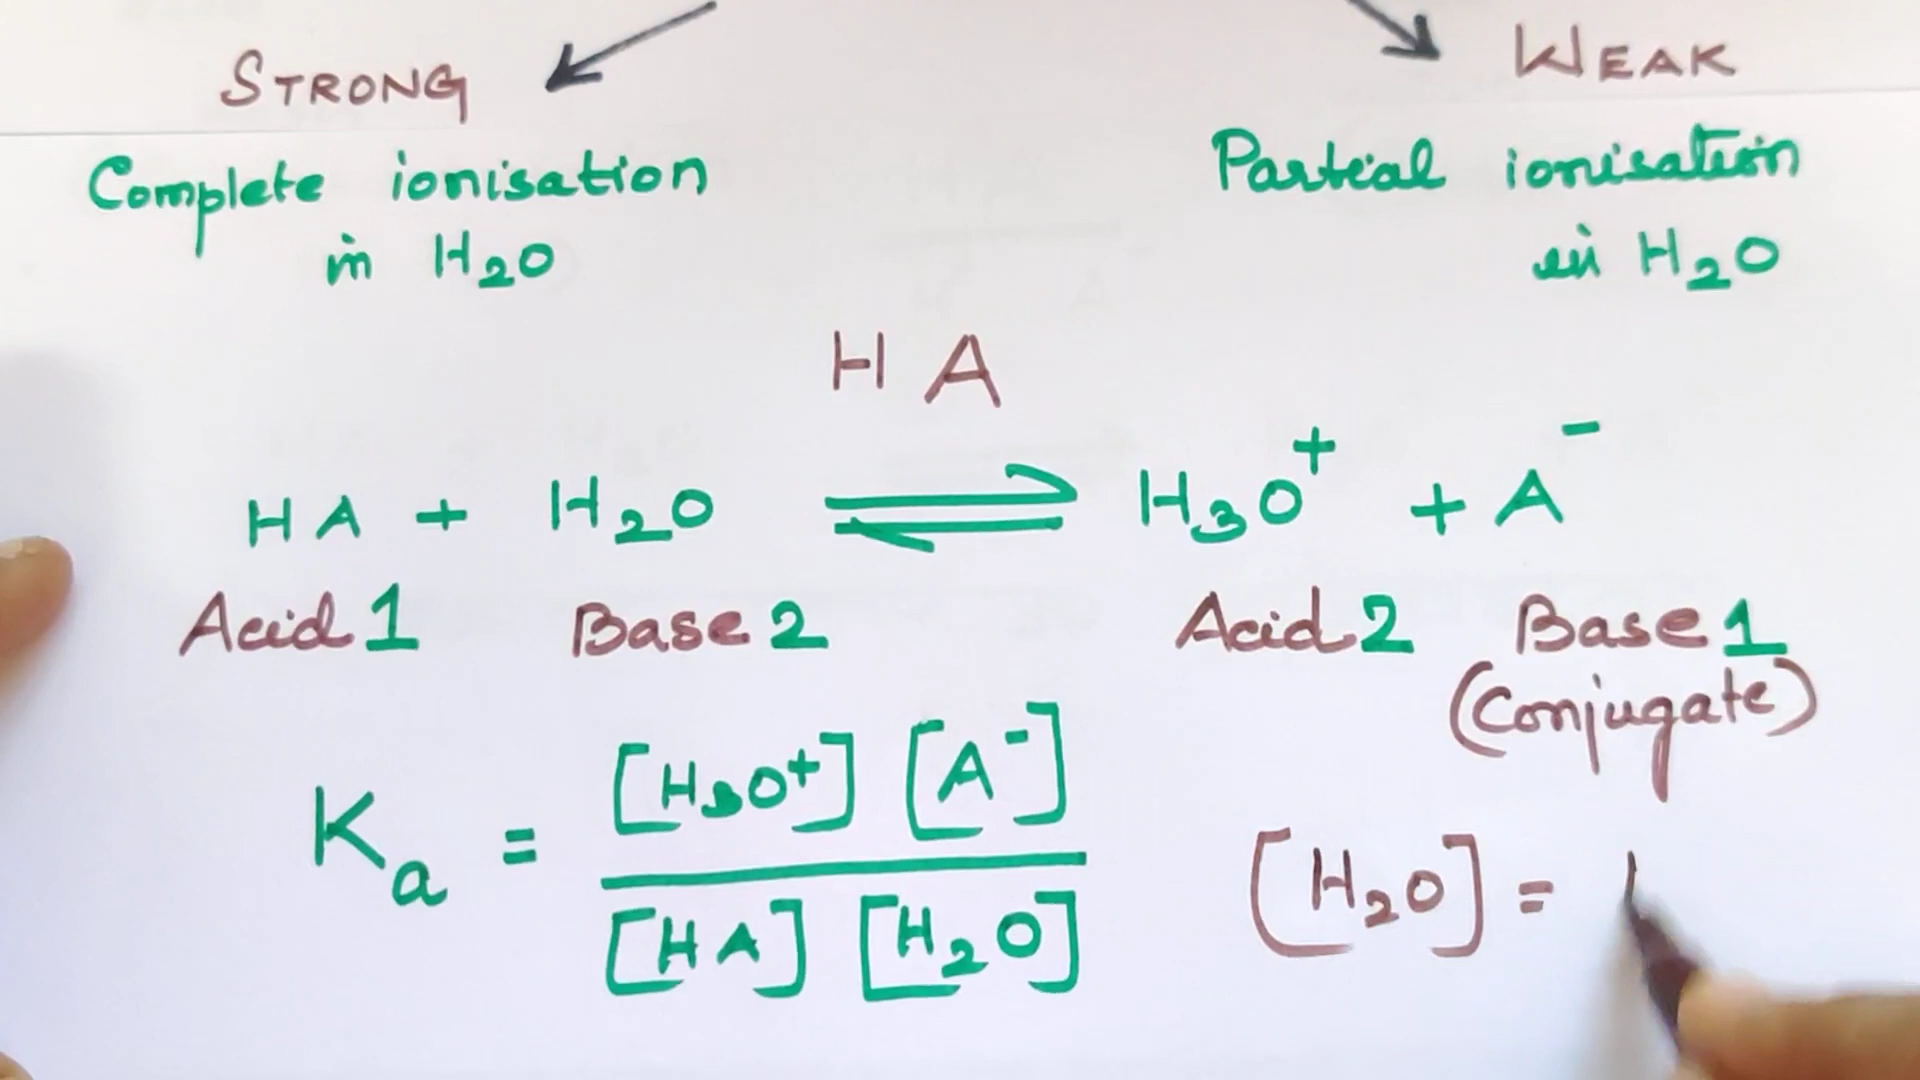 STRONG WEAK
Complete ionisation Partial ionisation
in H2O in H2O
H A
HA + H2O ⇌ H3O+ + A-
Acid 1 Base 2 Acid 2 Base 1
(Conjugate)
Ka = [H3O+] [A-]
[HA] [H2O]
[H2O] =